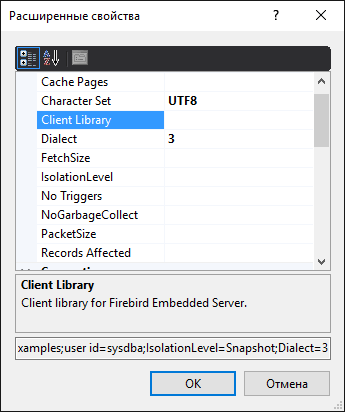 Расширенные свойства
Cache Pages
Character Set UTF8
Client Library
Dialect 3
FetchSize
IsolationLevel
No Triggers
NoGarbageCollect
PacketSize
Records Affected
Client Library
Client library for Firebird Embedded Server.
xamples;user id=sysdba;IsolationLevel=Snapshot;Dialect=3
OK
Отмена